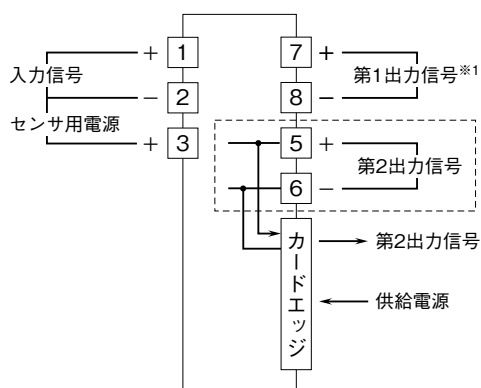 入力信号
センサ用電源
+ 1
− 2
+ 3
7 +
8 −
第1出力信号※1
5 +
6 −
第2出力信号
カードエッジ
第2出力信号
供給電源